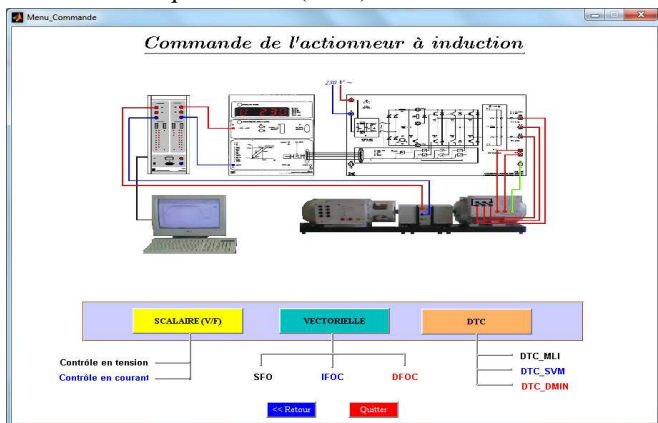 Menu_Commande
Commande de l'actionneur à induction
230 V ~
SCALAIRE (V/F)
VECTORIELLE
DTC
Contrôle en tension
Contrôle en courant
SFO
IFOC
DFOC
DTC_MLI
DTC_SVM
DTC_DMIN
<< Retour
Quitter